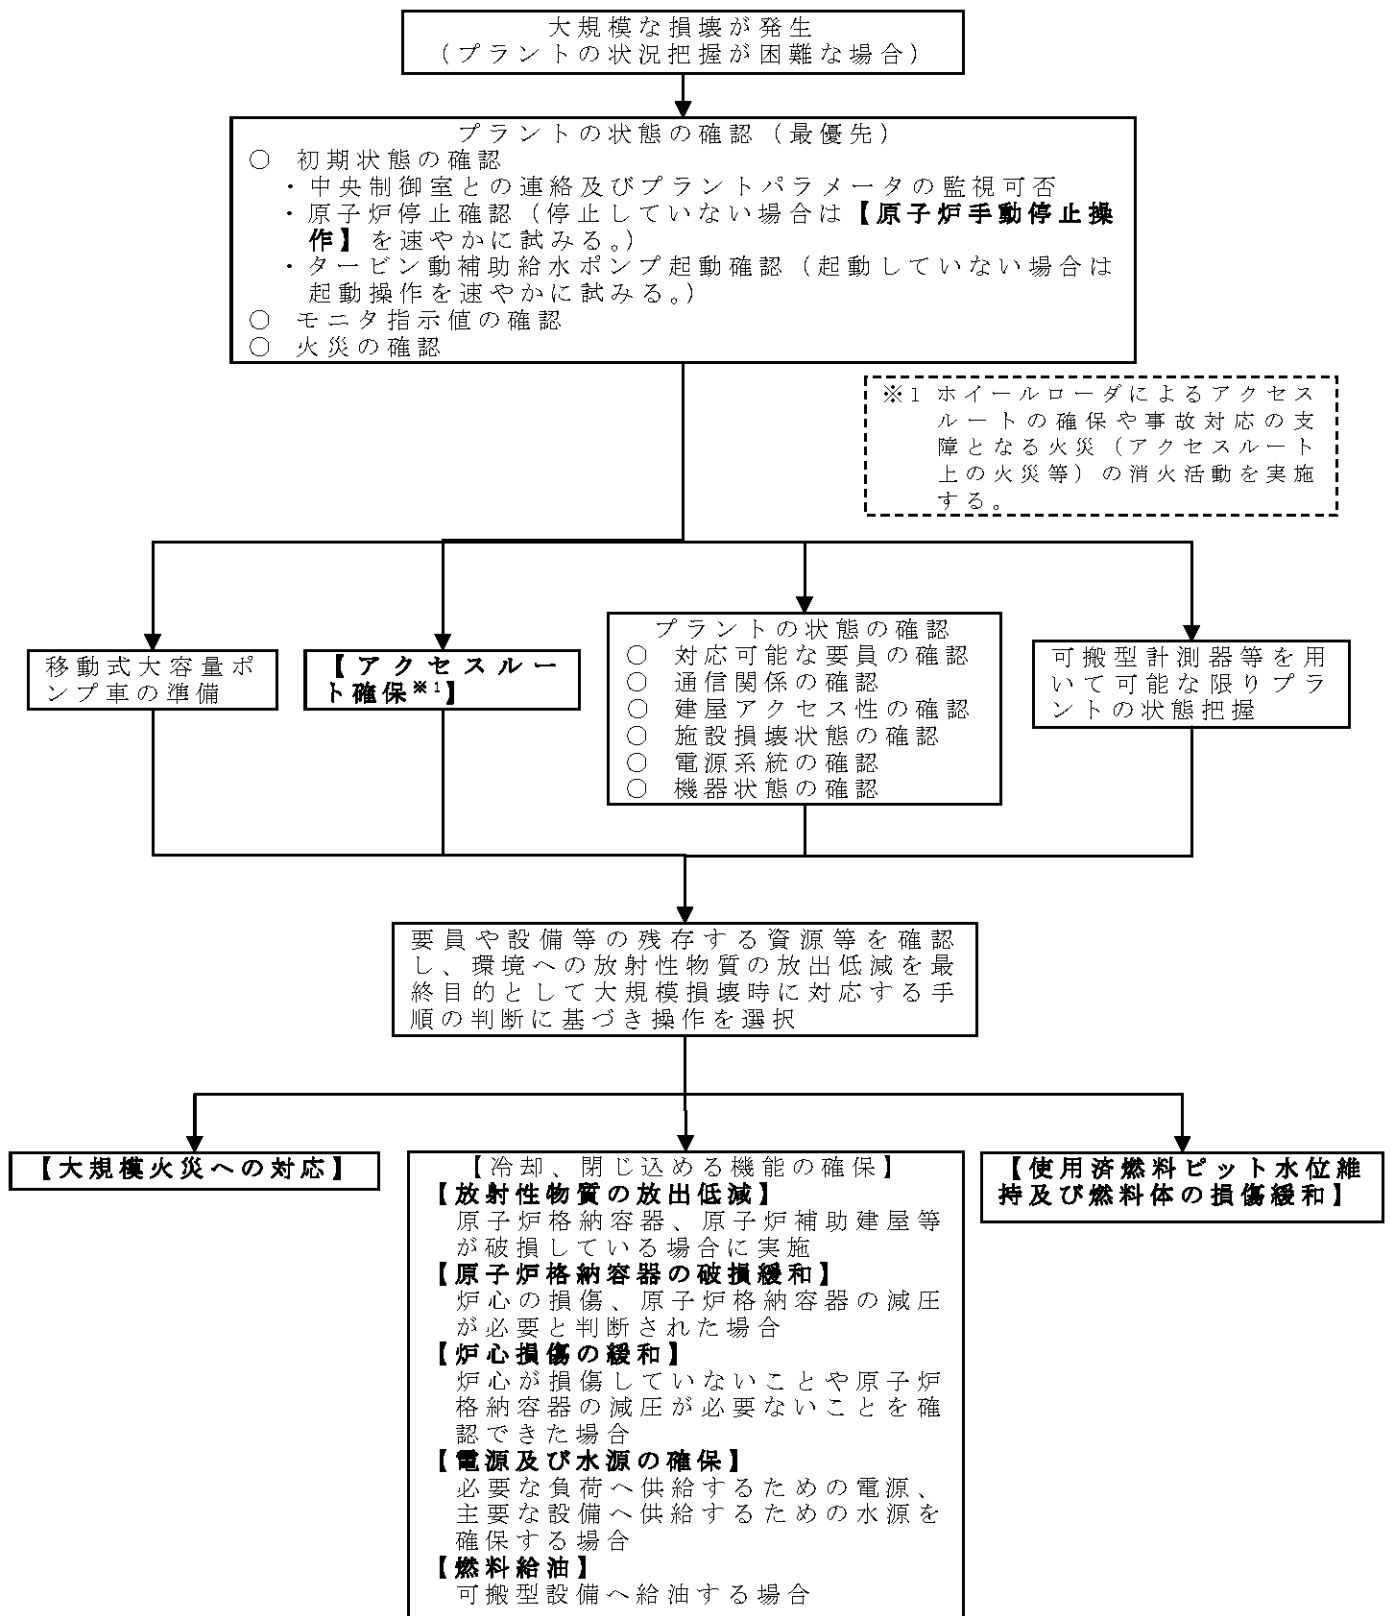 大規模な損壊が発生
（プラントの状況把握が困難な場合）
プラントの状態の確認（最優先）
○ 初期状態の確認
・中央制御室との連絡及びプラントパラメータの監視可否
・原子炉停止確認（停止していない場合は【原子炉手動停止操
作】を速やかに試みる。）
・タービン動補助給水ポンプ起動確認（起動していない場合は
起動操作を速やかに試みる。）
○ モニタ指示値の確認
○ 火災の確認
※1 ホイールローダによるアクセス
ルートの確保や事故対応の支
障となる火災（アクセスルート
上の火災等）の消火活動を実施
する。
移動式大容量ポ
ンプ車の準備
【アクセスルー
ト確保※1】
プラントの状態の確認
○ 対応可能な要員の確認
○ 通信関係の確認
○ 建屋アクセス性の確認
○ 施設損壊状態の確認
○ 電源系統の確認
○ 機器状態の確認
可搬型計測器等を用
いて可能な限りプラ
ントの状態把握
要員や設備等の残存する資源等を確認
し、環境への放射性物質の放出低減を最
終目的として大規模損壊時に対応する手
順の判断に基づき操作を選択
【大規模火災への対応】
【冷却、閉じ込める機能の確保】
【放射性物質の放出低減】
原子炉格納容器、原子炉補助建屋等
が破損している場合に実施
【原子炉格納容器の破損緩和】
炉心の損傷、原子炉格納容器の減圧
が必要と判断された場合
【炉心損傷の緩和】
炉心が損傷していないことや原子炉
格納容器の減圧が必要ないことを確
認できた場合
【電源及び水源の確保】
必要な負荷へ供給するための電源、
主要な設備へ供給するための水源を
確保する場合
【燃料給油】
可搬型設備へ給油する場合
【使用済燃料ピット水位維
持及び燃料体の損傷緩和】